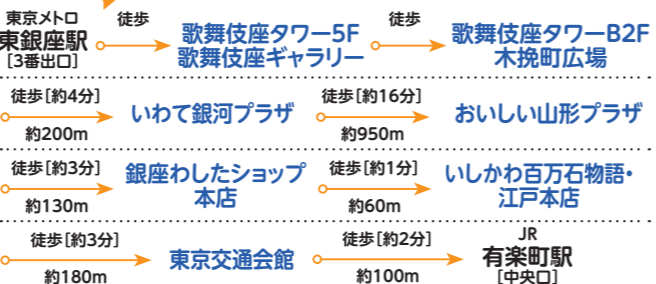 東京メトロ
東銀座駅
[3番出口]
徒歩
歌舞伎座タワー5F
歌舞伎座ギャラリー
徒歩
歌舞伎座タワーB2F
木挽町広場
徒歩[約4分]
約200m
いわて銀河プラザ
徒歩[約16分]
約950m
おいしい山形プラザ
徒歩[約3分]
約130m
銀座わしたショップ
本店
徒歩[約1分]
約60m
いしかわ百万石物語・
江戸本店
徒歩[約3分]
約180m
東京交通会館
徒歩[約2分]
約100m
JR
有楽町駅
[中央口]